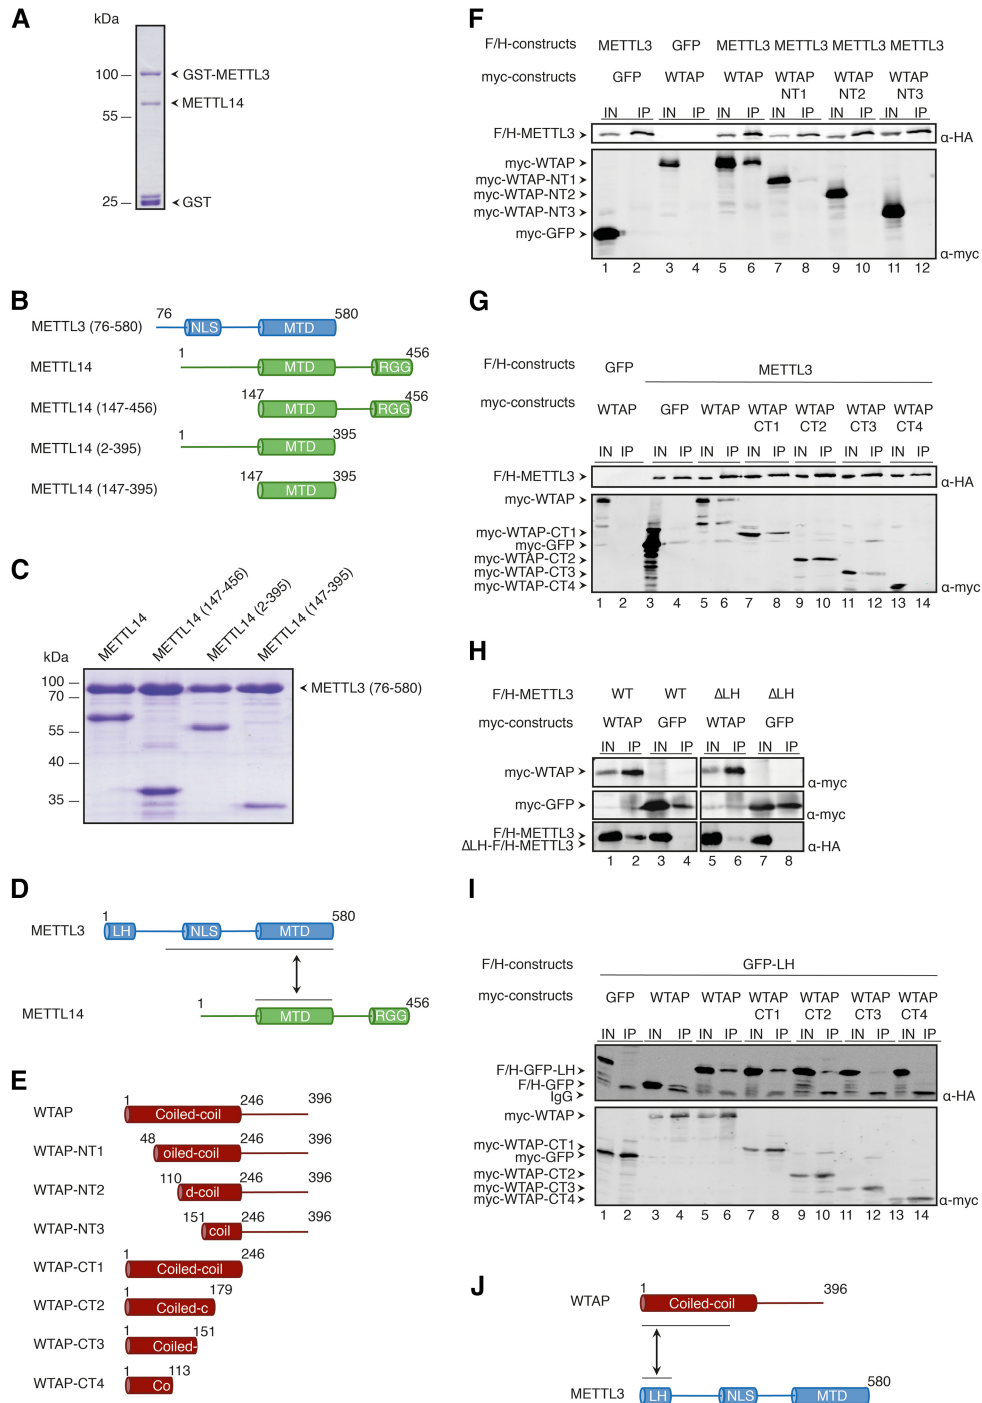 A
kDa
100
GST-METTL3
METTL14
55
25
GST
B
76 580
METTL3 (76-580) NLS MTD
1 456
METTL14 MTD RGG
147 456
METTL14 (147-456) MTD RGG
1 395
METTL14 (2-395) MTD
147 395
METTL14 (147-395) MTD
C
METTL14 METTL14 (147-456) METTL14 (2-395) METTL14 (147-395)
kDa
100
METTL3 (76-580)
70
55
40
35
D
1 580
METTL3 LH NLS MTD
1 456
METTL14 MTD RGG
E
1 246 396
WTAP Coiled-coil
48 246 396
WTAP-NT1 oiled-coil
110 246 396
WTAP-NT2 d-coil
151 246 396
WTAP-NT3 coil
1 246
WTAP-CT1 Coiled-coil
1 179
WTAP-CT2 Coiled-c
1 151
WTAP-CT3 Coiled-
1 113
WTAP-CT4 Co
F
F/H-constructs METTL3 GFP METTL3 METTL3 METTL3 METTL3
myc-constructs GFP WTAP WTAP WTAP NT1 WTAP NT2 WTAP NT3
IN IP IN IP IN IP IN IP IN IP IN IP
F/H-METTL3 α-HA
myc-WTAP
myc-WTAP-NT1
myc-WTAP-NT2
myc-WTAP-NT3
myc-GFP
α-myc
1 2 3 4 5 6 7 8 9 10 11 12
G
F/H-constructs GFP METTL3
myc-constructs WTAP GFP WTAP WTAP CT1 WTAP CT2 WTAP CT3 WTAP CT4
IN IP IN IP IN IP IN IP IN IP IN IP IN IP
F/H-METTL3 α-HA
myc-WTAP
myc-WTAP-CT1
myc-GFP
myc-WTAP-CT2
myc-WTAP-CT3
myc-WTAP-CT4 α-myc
1 2 3 4 5 6 7 8 9 10 11 12 13 14
H
F/H-METTL3 WT WT ΔLH ΔLH
myc-constructs WTAP GFP WTAP GFP
IN IP IN IP IN IP IN IP
myc-WTAP α-myc
myc-GFP α-myc
F/H-METTL3
ΔLH-F/H-METTL3 α-HA
1 2 3 4 5 6 7 8
I
F/H-constructs GFP-LH
myc-constructs GFP WTAP WTAP WTAP CT1 WTAP CT2 WTAP CT3 WTAP CT4
IN IP IN IP IN IP IN IP IN IP IN IP IN IP
F/H-GFP-LH
F/H-GFP
IgG α-HA
myc-WTAP
myc-WTAP-CT1
myc-GFP
myc-WTAP-CT2
myc-WTAP-CT3
myc-WTAP-CT4 α-myc
1 2 3 4 5 6 7 8 9 10 11 12 13 14
J
1 396
WTAP Coiled-coil
580
METTL3 LH NLS MTD